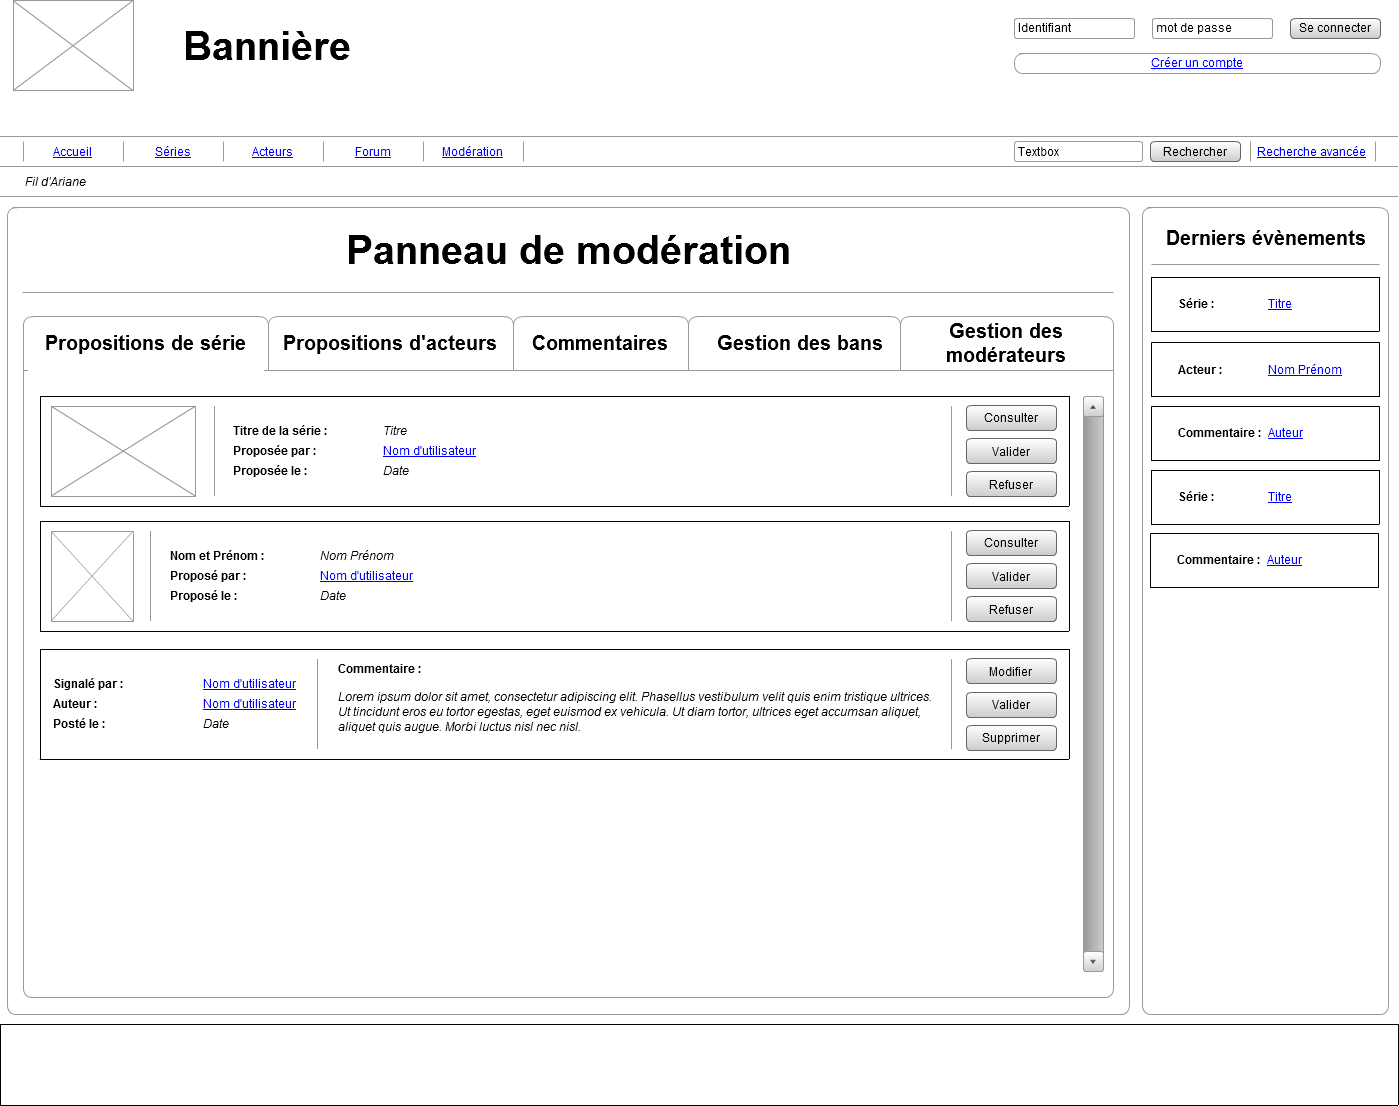 Bannière
Identifiant
mot de passe
Se connecter
Créer un compte
Accueil
Séries
Acteurs
Forum
Modération
Textbox
Rechercher
Recherche avancée
Fil d'Ariane
Panneau de modération
Propositions de série
Propositions d'acteurs
Commentaires
Gestion des bans
Gestion des
modérateurs
Titre de la série : Titre
Proposée par : Nom d'utilisateur
Proposée le : Date
Consulter
Valider
Refuser
Nom et Prénom : Nom Prénom
Proposé par : Nom d'utilisateur
Proposé le : Date
Consulter
Valider
Refuser
Signalé par : Nom d'utilisateur
Auteur : Nom d'utilisateur
Posté le : Date
Commentaire :
Lorem ipsum dolor sit amet, consectetur adipiscing elit. Phasellus vestibulum velit quis enim tristique ultrices.
Ut tincidunt eros eu tortor egestas, eget euismod ex vehicula. Ut diam tortor, ultrices eget accumsan aliquet,
aliquet quis augue. Morbi luctus nisl nec nisl.
Modifier
Valider
Supprimer
Derniers évènements
Série : Titre
Acteur : Nom Prénom
Commentaire : Auteur
Série : Titre
Commentaire : Auteur